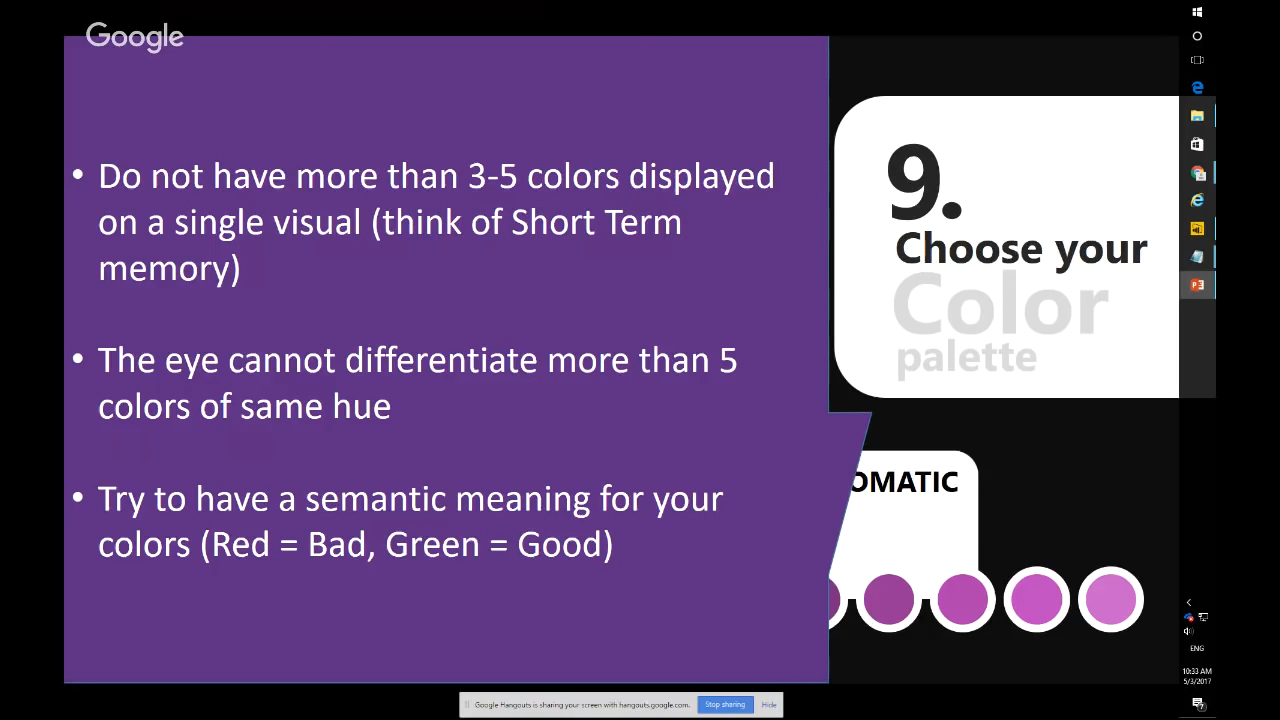 Google
• Do not have more than 3-5 colors displayed
on a single visual (think of Short Term
memory)
• The eye cannot differentiate more than 5
colors of same hue
• Try to have a semantic meaning for your
colors (Red = Bad, Green = Good)
9.
Choose your
Color
palette
OMATIC
ENG
10:33 AM
5/3/2017
Google Hangouts is sharing your screen with hangouts.google.com.
Stop sharing
Hide